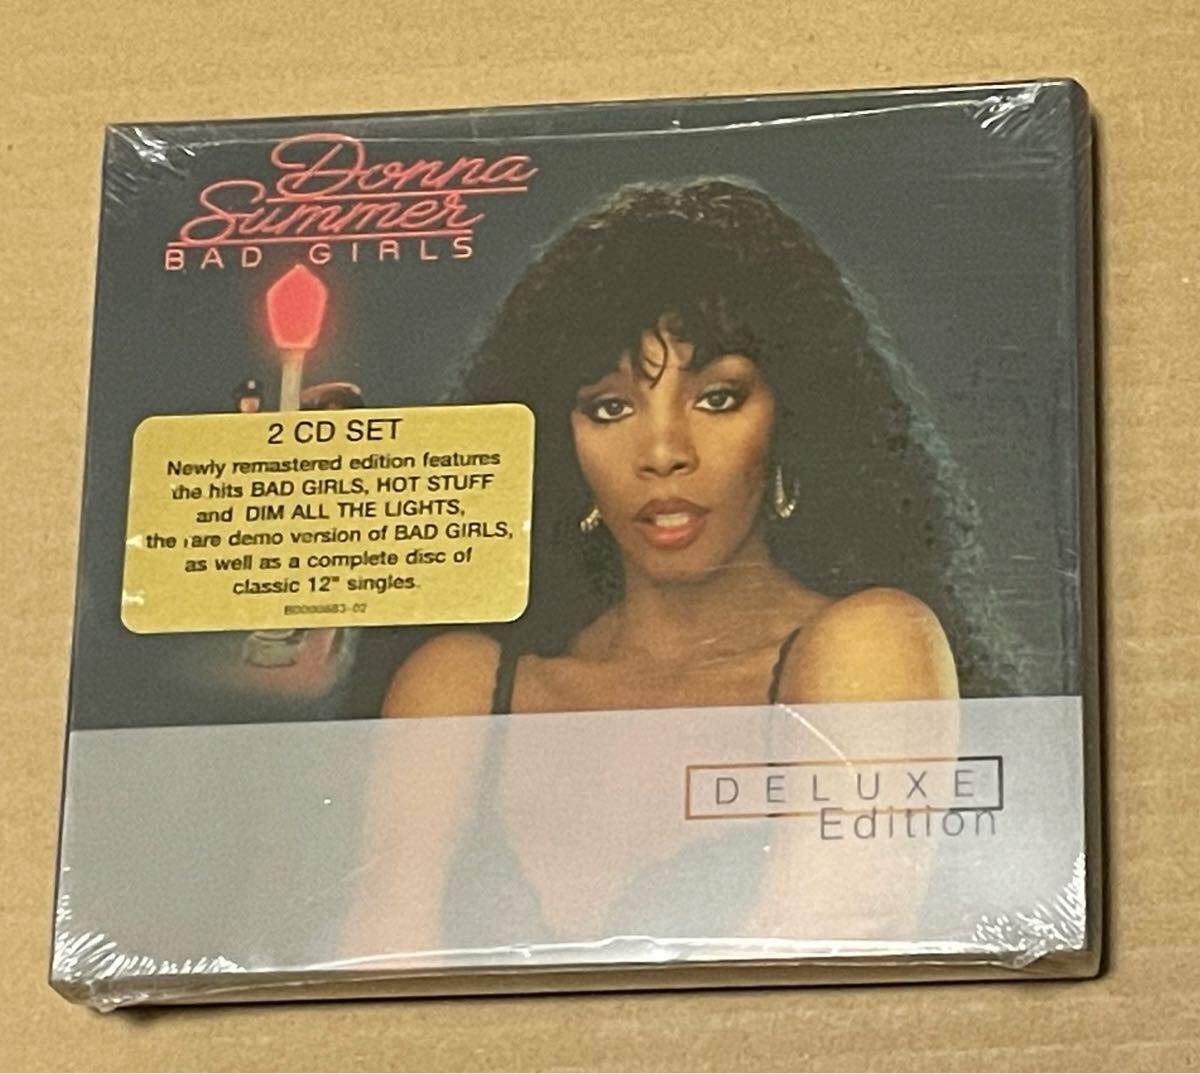 Donna
Summer
BAD GIRLS
2 CD SET
Newly remastered edition features
the hits BAD GIRLS, HOT STUFF
and DIM ALL THE LIGHTS,
the rare demo version of BAD GIRLS,
as well as a complete disc of
classic 12" singles.
DELUXE
Edition